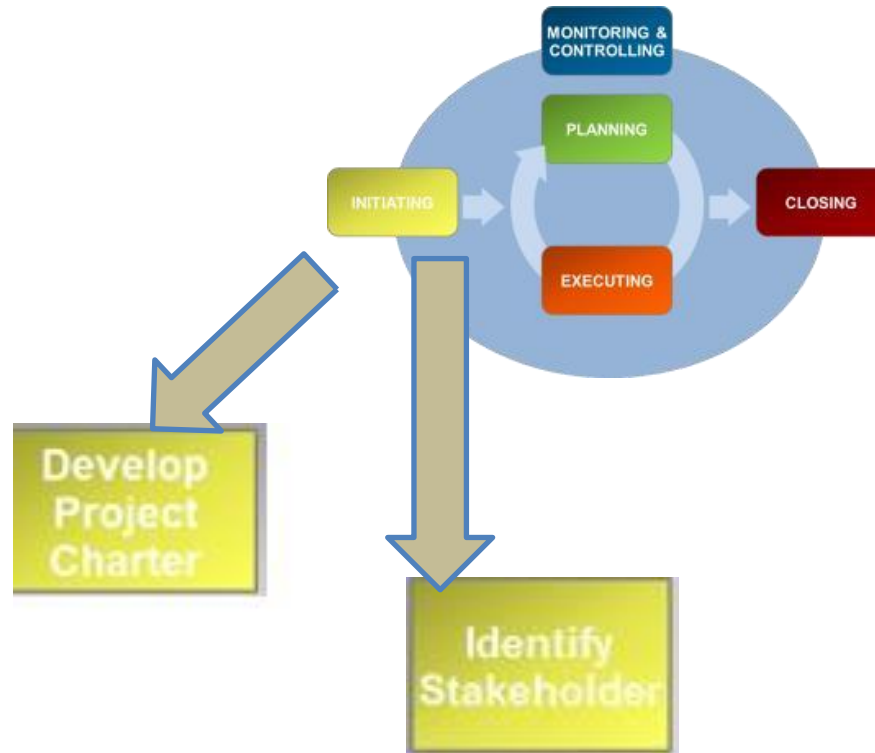 MONITORING &
CONTROLLING
PLANNING
INITIATING
CLOSING
EXECUTING
Develop
Project
Charter
Identify
Stakeholder